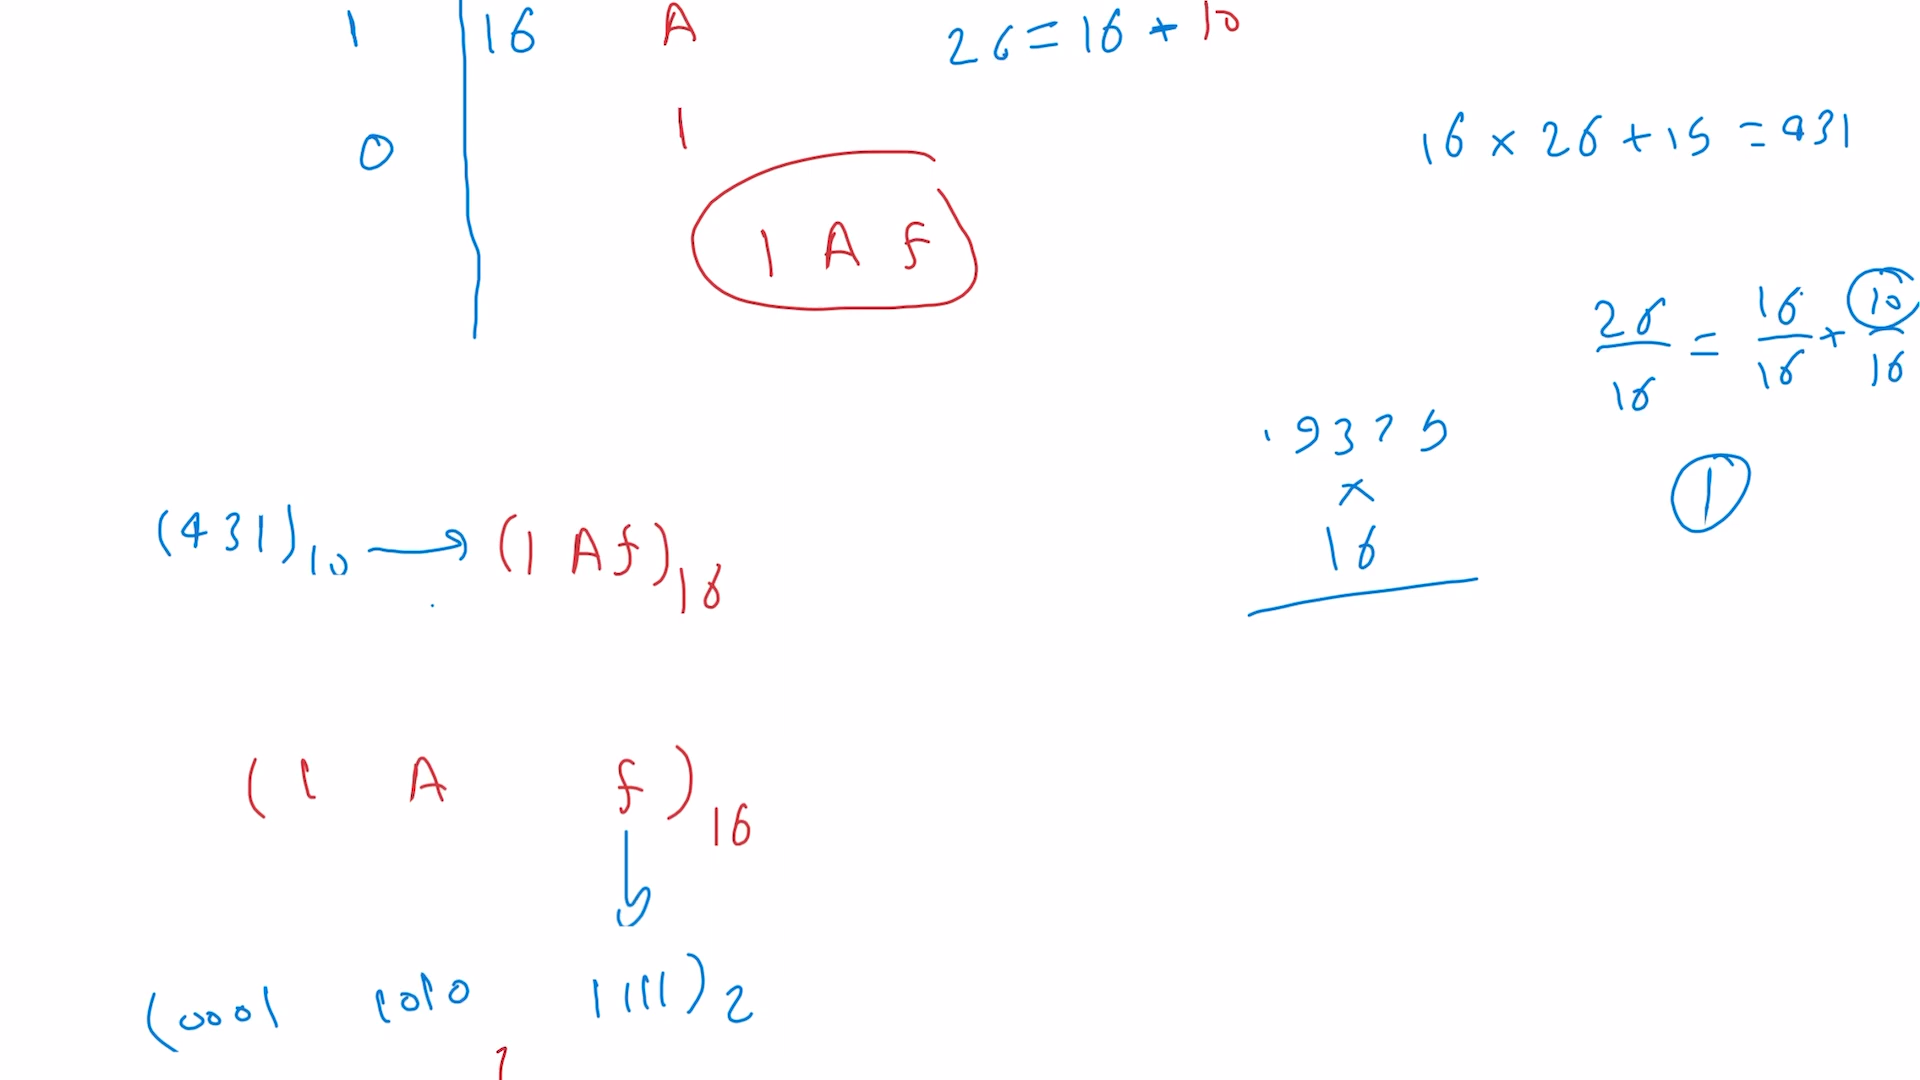 1 | 16 A 26 = 16 + 10
0 1 16 × 26 + 15 = 431
1 A f
26/16 = 16/16 + 10/16
.9375
×
16
1
(431)10 → (1 A f)16
(1 A f)16
(0001 1010 1111)2